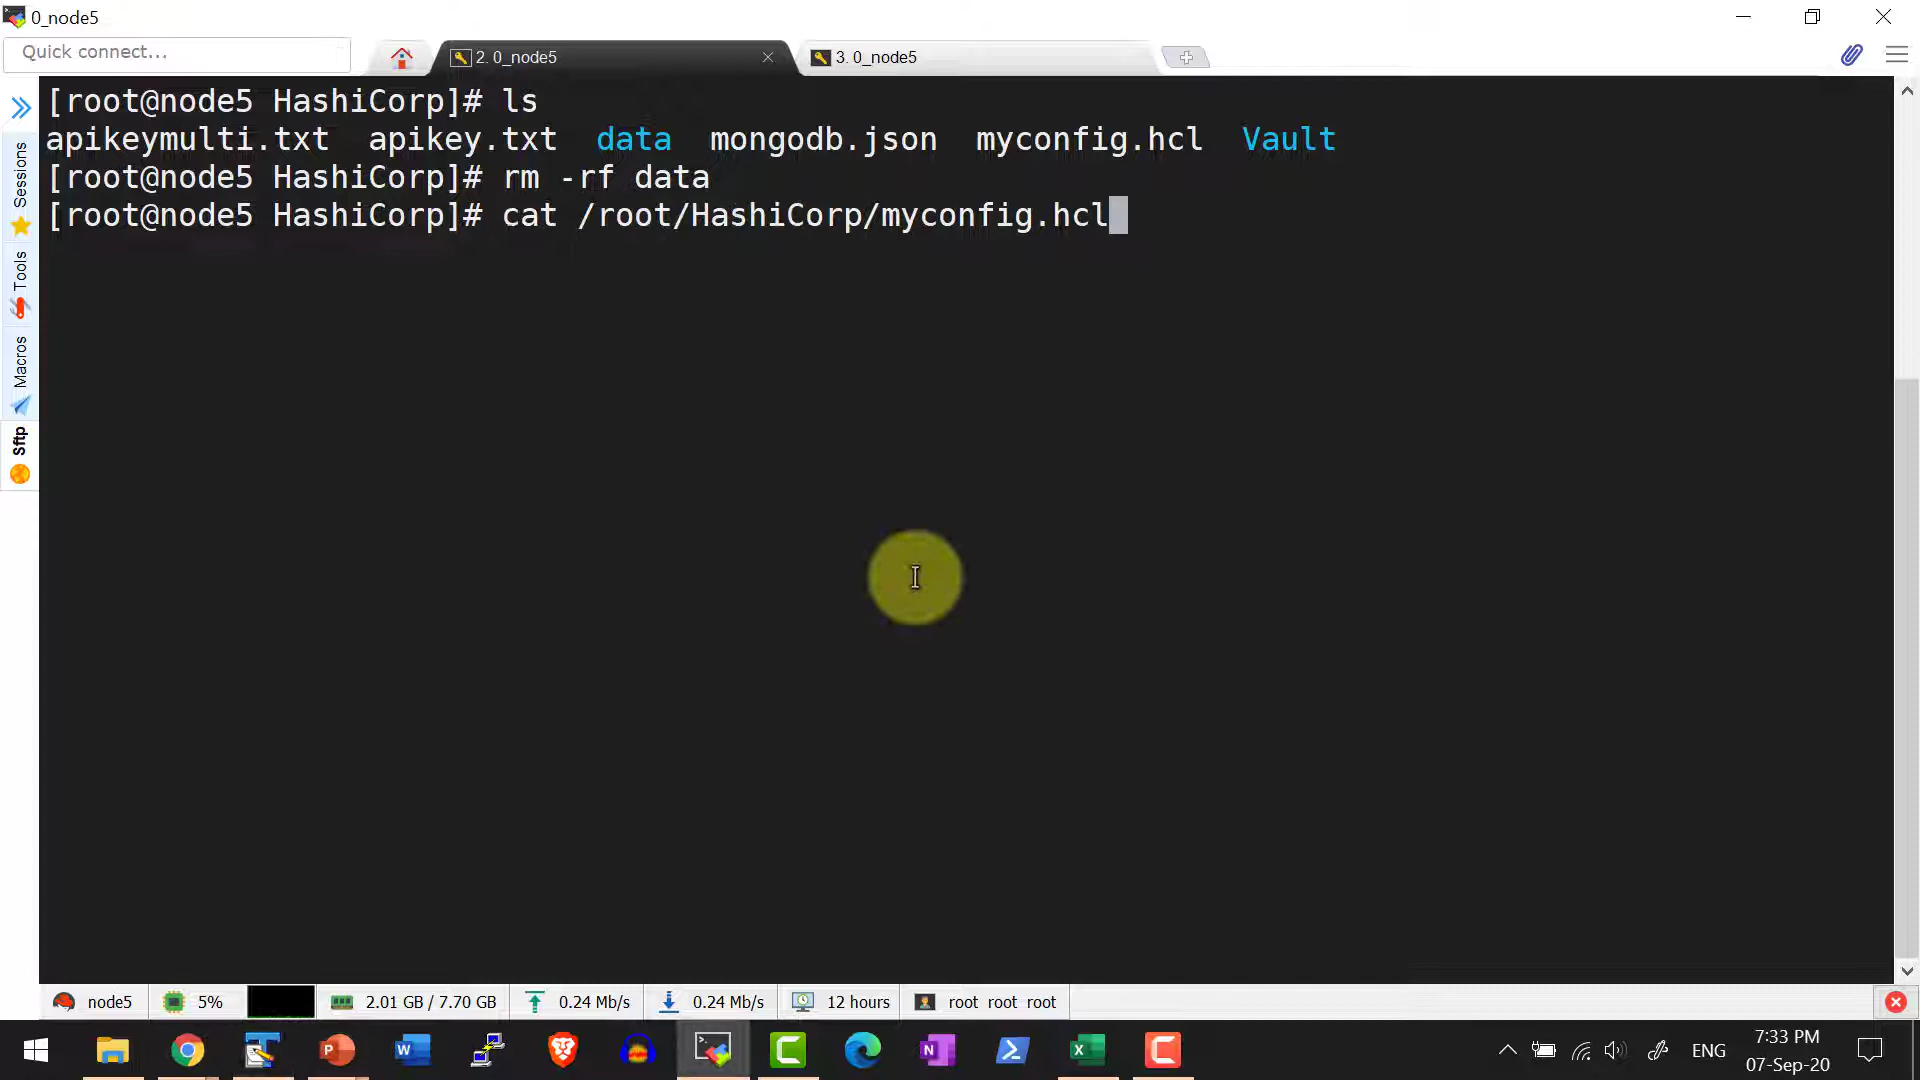 0_node5
Quick connect...
2. 0_node5
3. 0_node5
Sessions
Tools
Macros
Sftp
[root@node5 HashiCorp]# ls
apikeymulti.txt apikey.txt data mongodb.json myconfig.hcl Vault
[root@node5 HashiCorp]# rm -rf data
[root@node5 HashiCorp]# cat /root/HashiCorp/myconfig.hcl
node5 5% 2.01 GB / 7.70 GB 0.24 Mb/s 0.24 Mb/s 12 hours root root root
ENG
7:33 PM
07-Sep-20